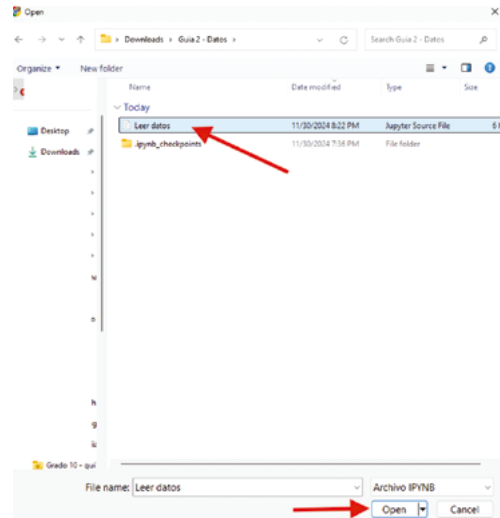 Open
Downloads > Guia 2 - Datos >
Search Guia 2 - Datos
Organize
New folder
Name
Date modified
Type
Size
Today
Leer datos
11/30/2024 8:22 PM
Jupyter Source File
6
.ipynb_checkpoints
11/30/2024 7:36 PM
File folder
Desktop
Downloads
Grado 10 - qui
File name:
Leer datos
Archivo IPYNB
Open
Cancel